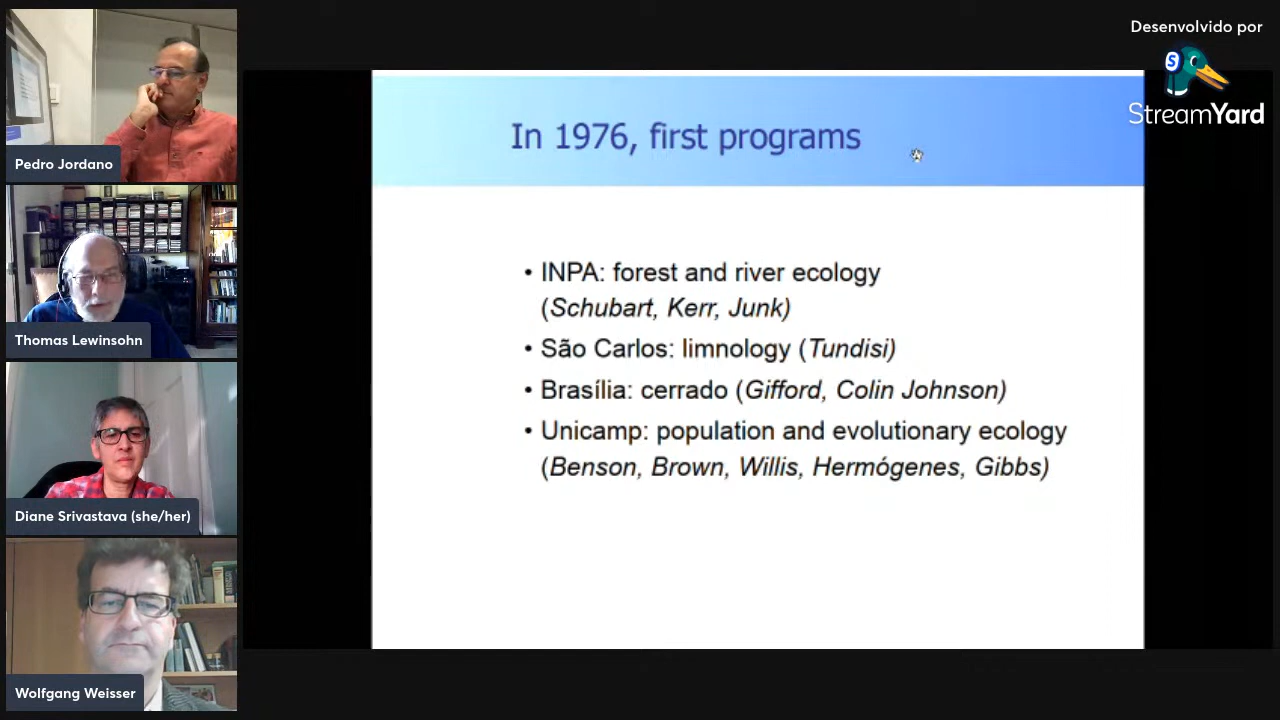 Pedro Jordano
Thomas Lewinsohn
Diane Srivastava (she/her)
Wolfgang Weisser
In 1976, first programs
• INPA: forest and river ecology
(Schubart, Kerr, Junk)
• São Carlos: limnology (Tundisi)
• Brasília: cerrado (Gifford, Colin Johnson)
• Unicamp: population and evolutionary ecology
(Benson, Brown, Willis, Hermógenes, Gibbs)
Desenvolvido por
S
StreamYard